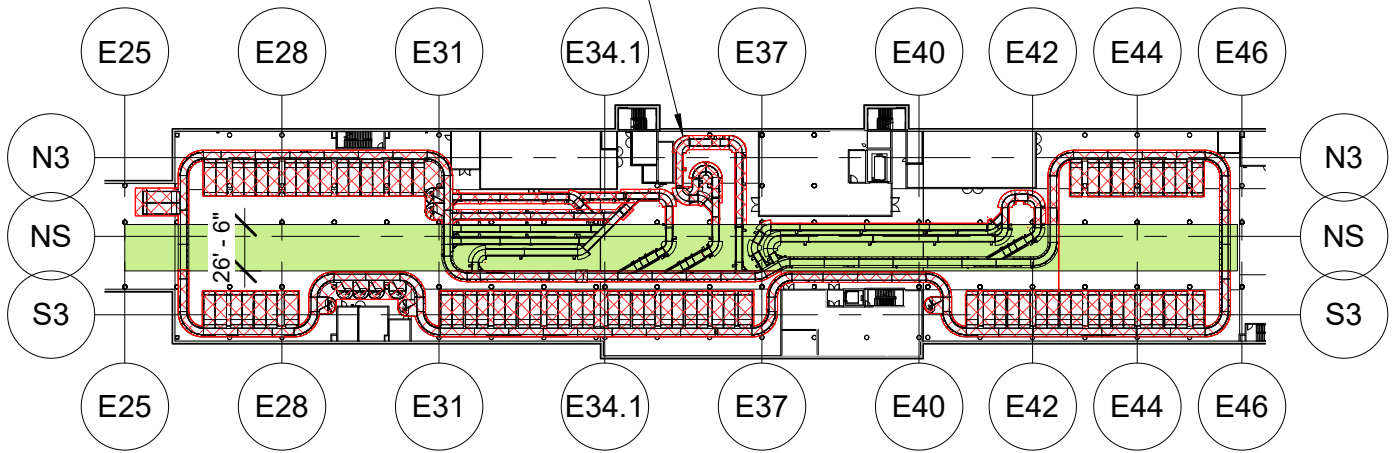 E25 E28 E31 E34.1 E37 E40 E42 E44 E46
N3 N3
NS NS
26' - 6"
S3 S3
E25 E28 E31 E34.1 E37 E40 E42 E44 E46